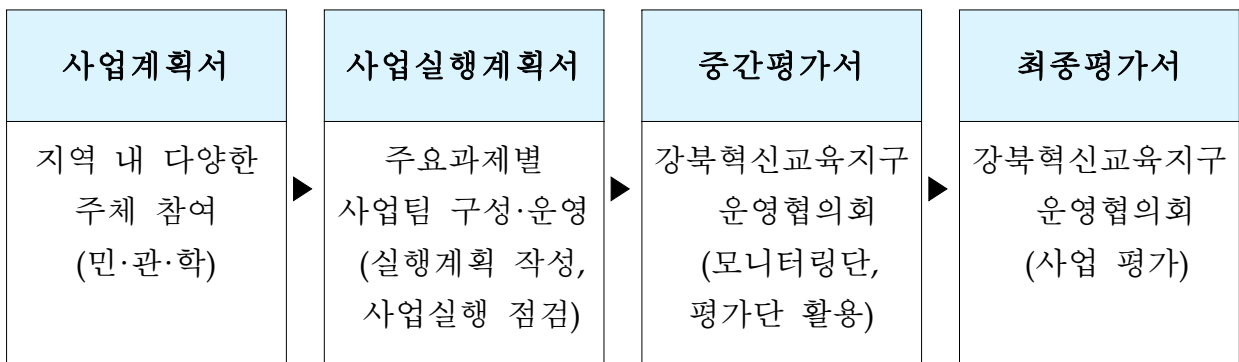 사업계획서
지역 내 다양한
주체 참여
(민·관·학)
▶
사업실행계획서
주요과제별
사업팀 구성·운영
(실행계획 작성,
사업실행 점검)
▶
중간평가서
강북혁신교육지구
운영협의회
(모니터링단,
평가단 활용)
▶
최종평가서
강북혁신교육지구
운영협의회
(사업 평가)